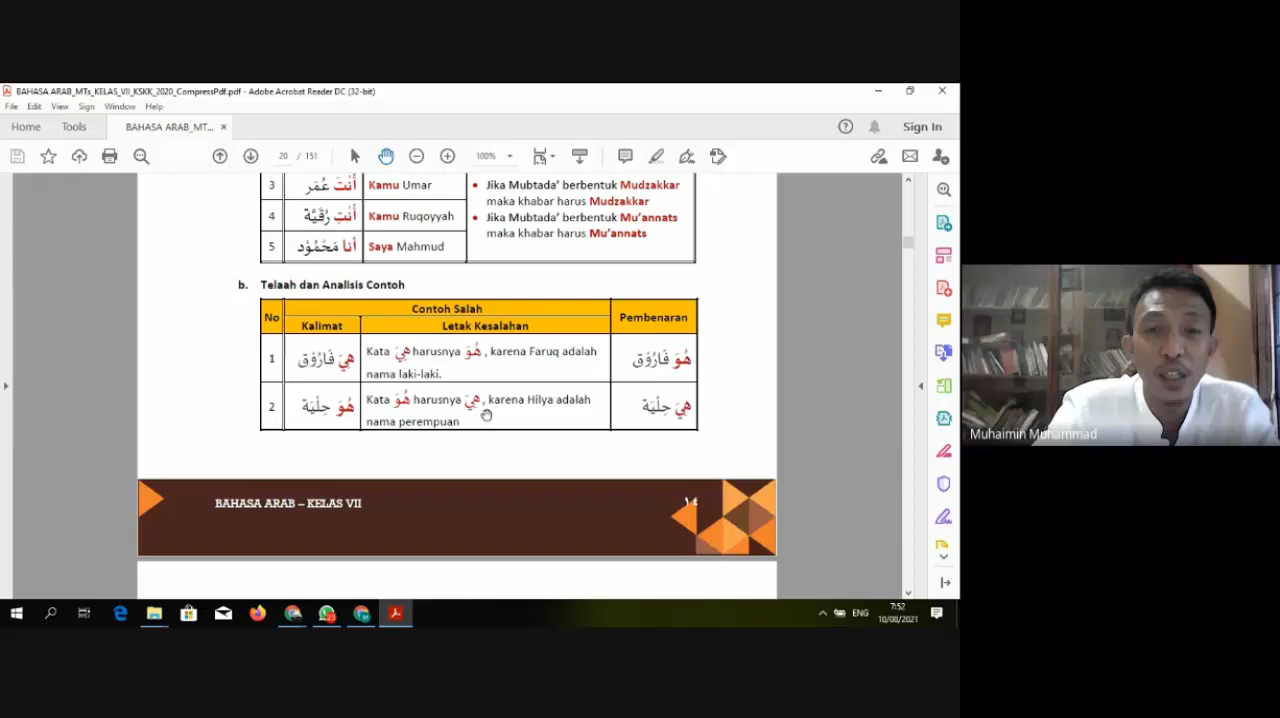 BAHASA ARAB_MTs_KELAS_VII_KSKK_2020_CompressPdf.pdf - Adobe Acrobat Reader DC (32-bit)
File Edit View Sign Window Help
Home Tools BAHASA ARAB_MT... × Sign In
20 / 151 100%
3 أَنْتَ عُمَر Kamu Umar
4 أَنْتِ رُقَيَّة Kamu Ruqoyyah
5 أنا مَحْمُوْد Saya Mahmud
• Jika Mubtada’ berbentuk Mudzakkar
maka khabar harus Mudzakkar
• Jika Mubtada’ berbentuk Mu’annats
maka khabar harus Mu’annats
b. Telaah dan Analisis Contoh
No Contoh Salah Pembenaran
Kalimat Letak Kesalahan
1 هِيَ فَارُوْق Kata هِيَ harusnya هُوَ , karena Faruq adalah
nama laki-laki.
هُوَ فَارُوْق
2 هُوَ حِلْيَة Kata هُوَ harusnya هِيَ , karena Hilya adalah
nama perempuan
هِيَ حِلْيَة
BAHASA ARAB – KELAS VII ١٤
Muhaimin Muhammad
23
ENG 7:52
10/08/2021